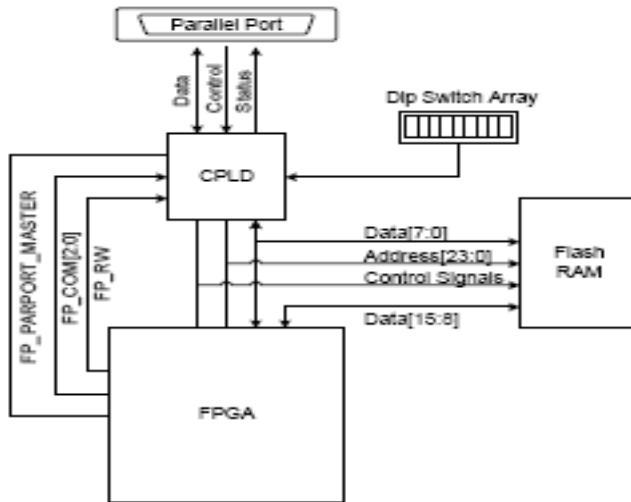 Parallel Port
Data
Control
Status
Dip Switch Array
CPLD
FP_PARPORT_MASTER
FP_COM[2:0]
FP_RW
Data[7:0]
Address[23:0]
Control Signals
Data[15:8]
Flash
RAM
FPGA